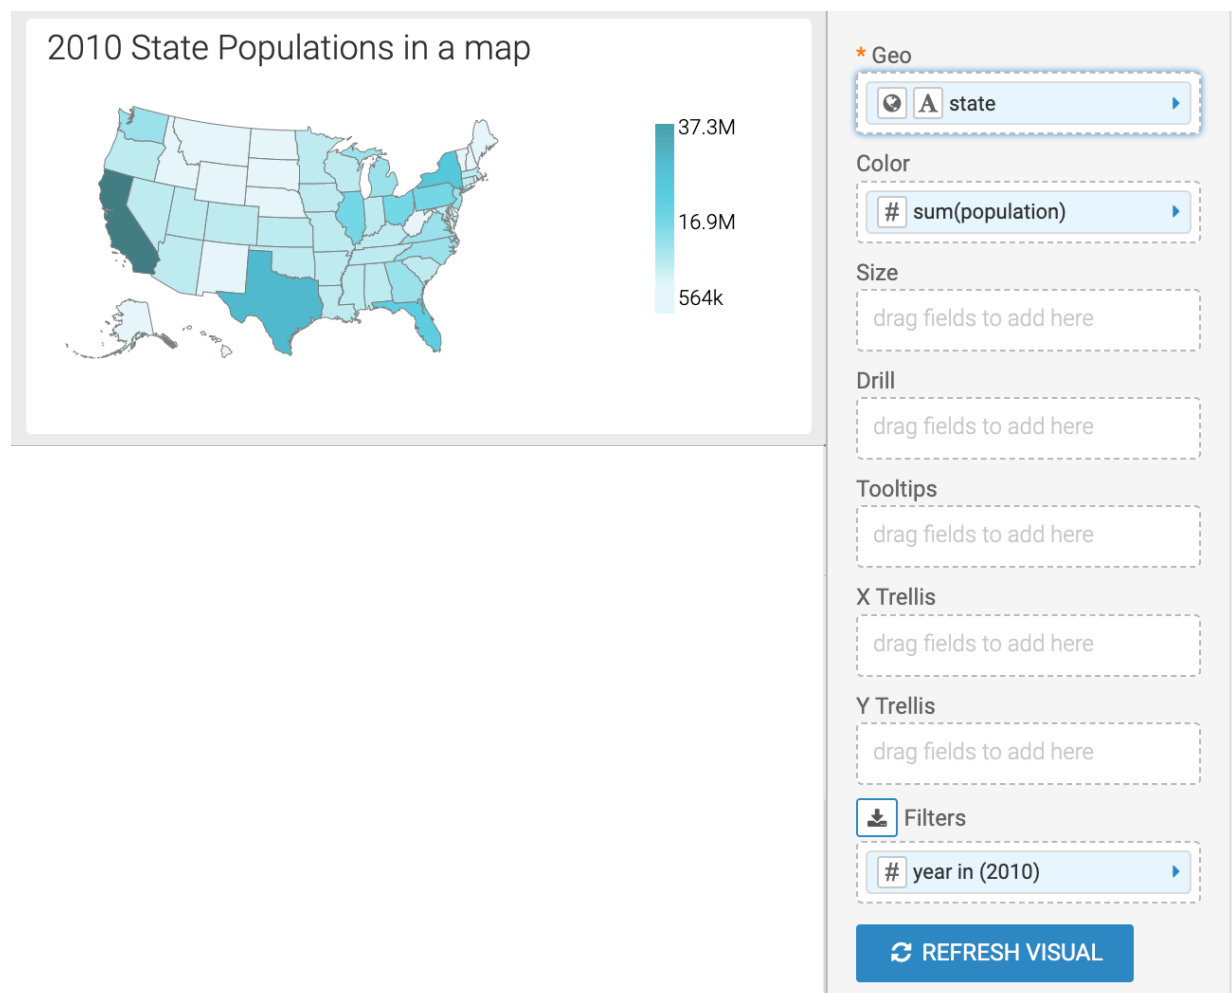 2010 State Populations in a map
37.3M
16.9M
564k
* Geo
A state
Color
# sum(population)
Size
drag fields to add here
Drill
drag fields to add here
Tooltips
drag fields to add here
X Trellis
drag fields to add here
Y Trellis
drag fields to add here
Filters
# year in (2010)
REFRESH VISUAL